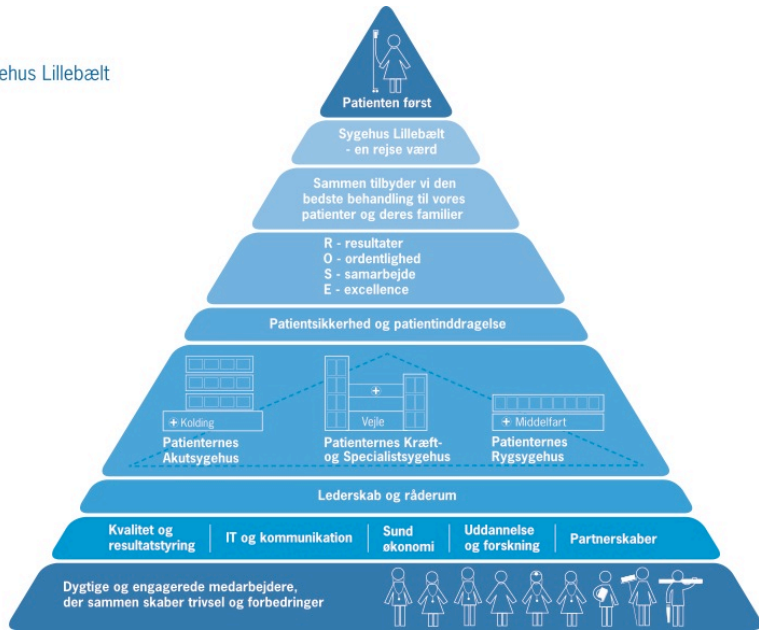 ehus Lillebælt
Patienten først
Sygehus Lillebælt
- en rejse værd
Sammen tilbyder vi den
bedste behandling til vores
patienter og deres familier
R - resultater
O - ordentlighed
S - samarbejde
E - excellence
Patientsikkerhed og patientinddragelse
Kolding
Patienternes
Akutsygehus
Vejle
Patienternes Kræft-
og Specialistsygehus
Middelfart
Patienternes
Rygsygehus
Lederskab og råderum
Kvalitet og
resultatstyring
IT og kommunikation
Sund
økonomi
Uddannelse
og forskning
Partnerskaber
Dygtige og engagerede medarbejdere,
der sammen skaber trivsel og forbedringer